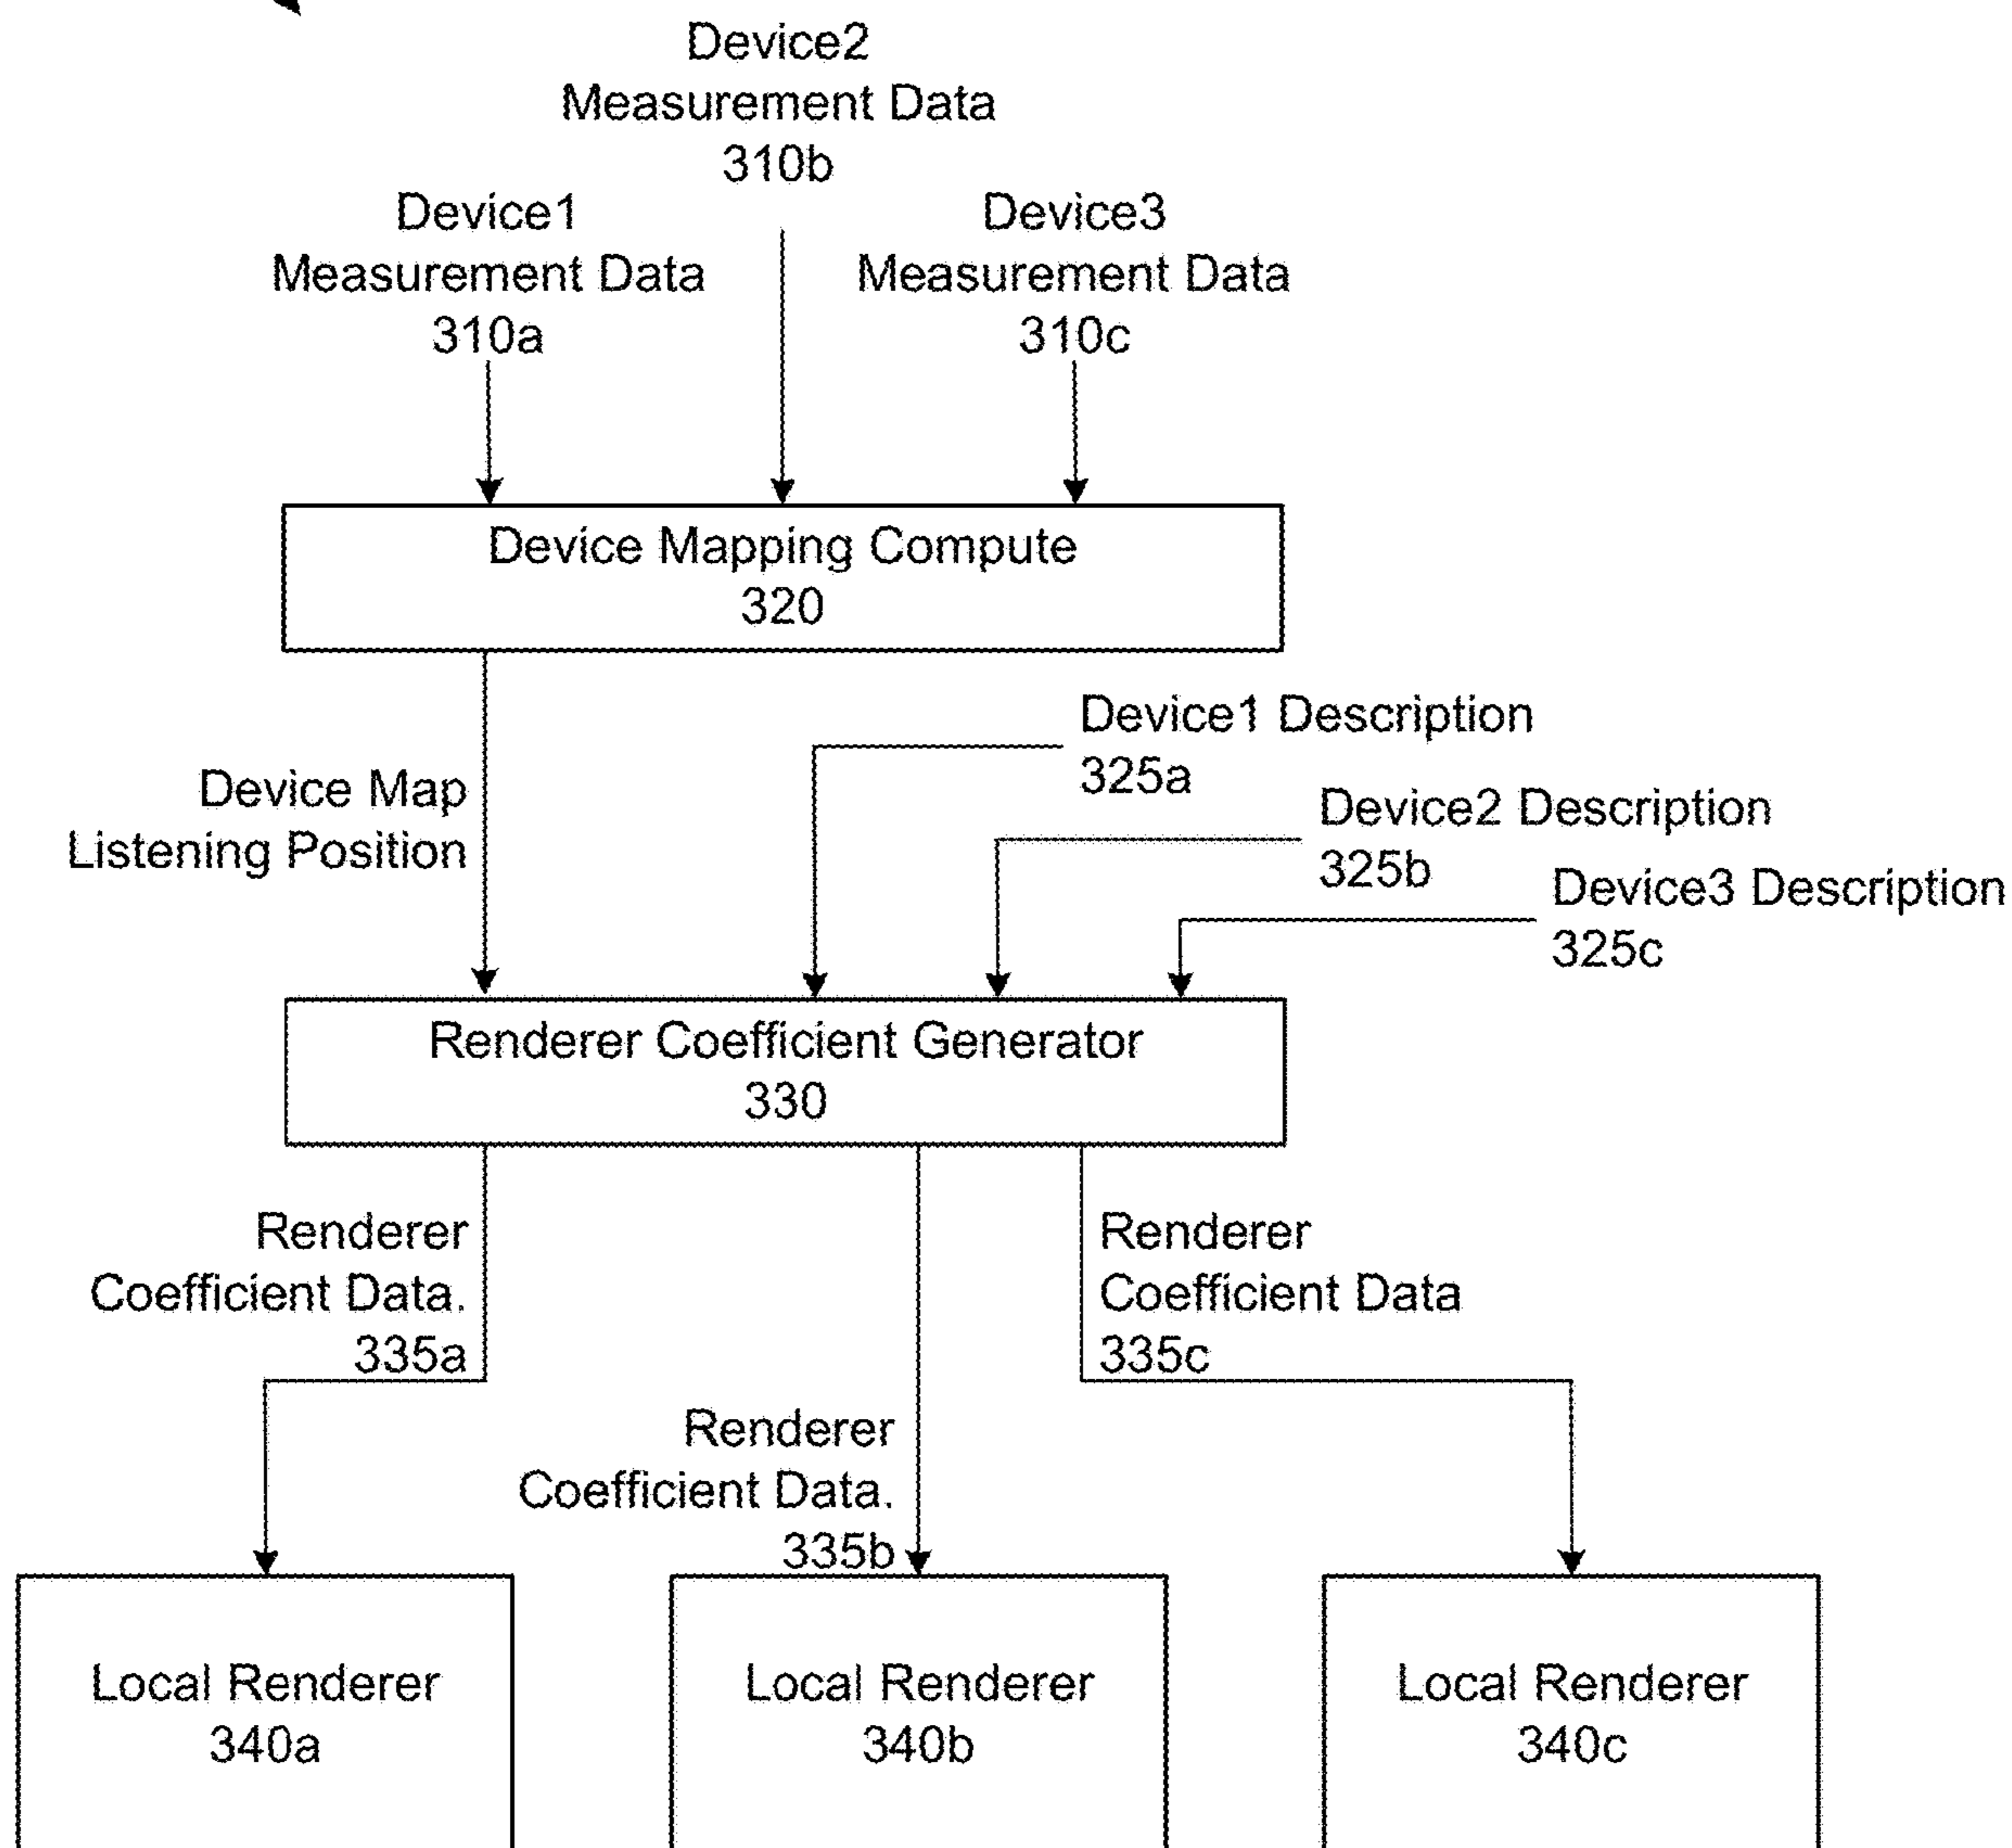 Device2
Measurement Data
310b
Device1
Measurement Data
310a
Device3
Measurement Data
310c
Device Mapping Compute
320
Device Map
Listening Position
Device1 Description
325a
Device2 Description
325b
Device3 Description
325c
Renderer Coefficient Generator
330
Renderer
Coefficient Data.
335a
Renderer
Coefficient Data
335c
Renderer
Coefficient Data.
335b
Local Renderer
340a
Local Renderer
340b
Local Renderer
340c